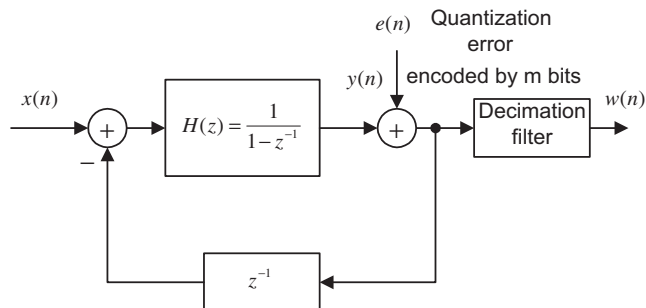 e(n)
Quantization
error
encoded by m bits
x(n)
y(n)
w(n)
+
−
H(z) = 1 / (1 − z⁻¹)
+
Decimation
filter
z⁻¹